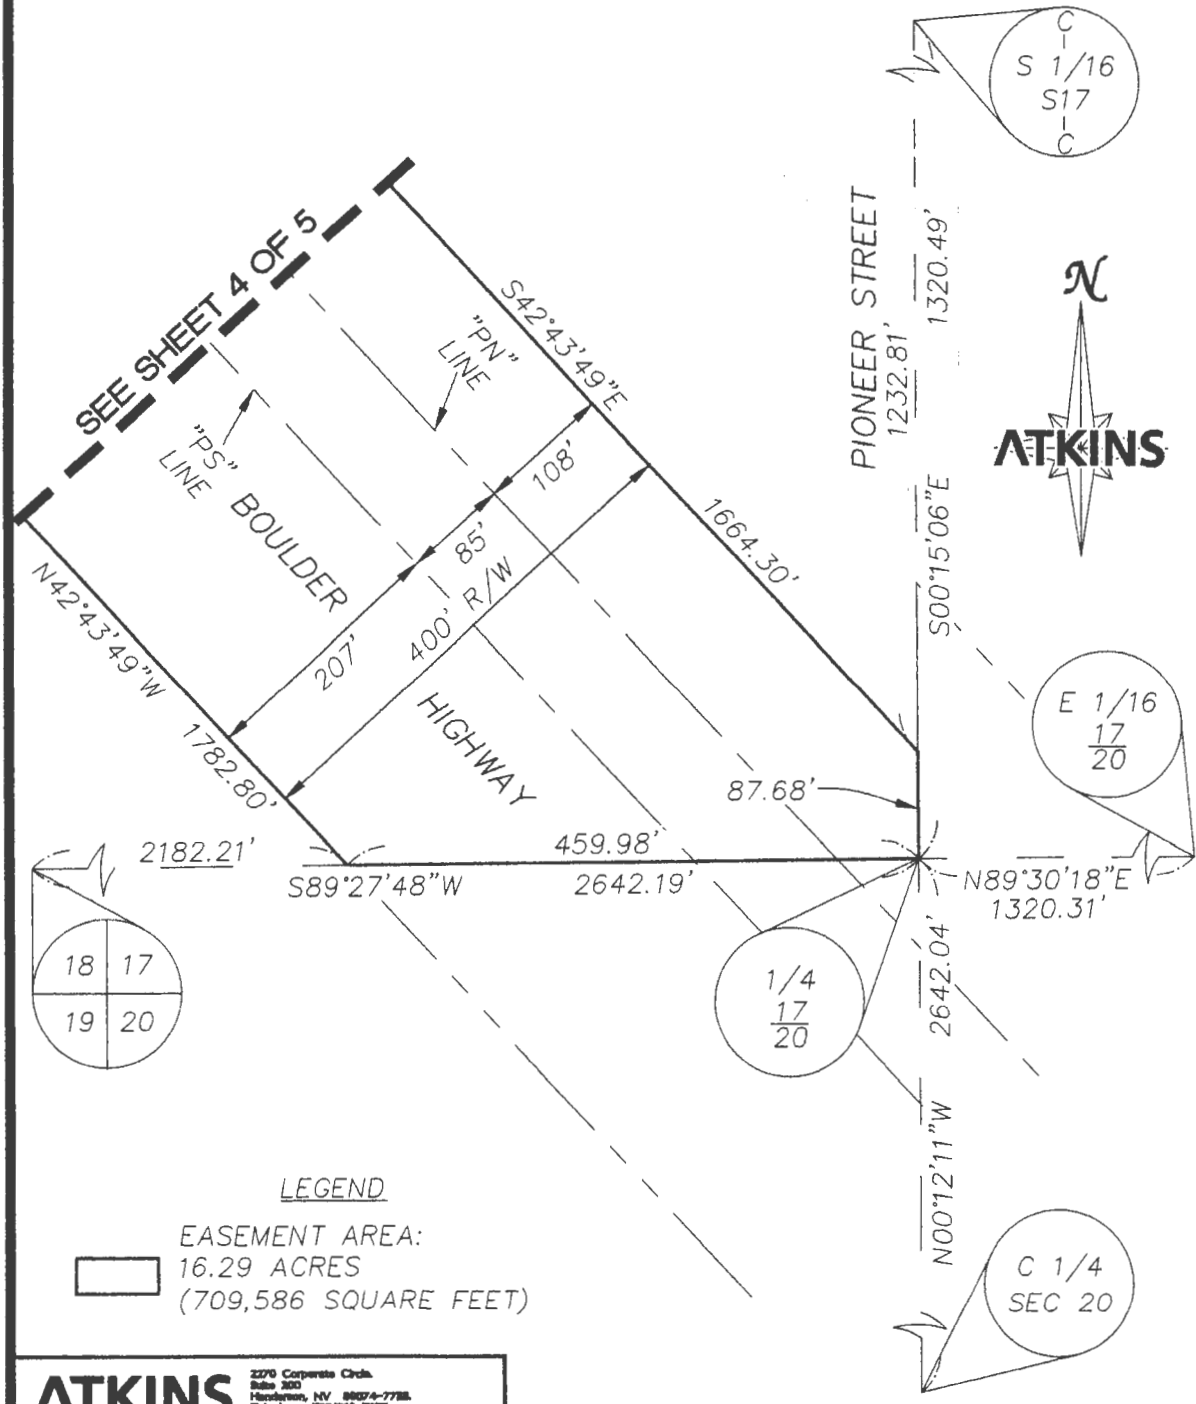 C
S 1/16
S17
C
SEE SHEET 4 OF 5
S42°43'49"E
"PN"
LINE
PIONEER STREET
1232.81'
1320.49'
N
ATKINS
"PS"
LINE
BOULDER
108'
85'
400' R/W
207'
1664.30'
S00°15'06"E
N42°43'49"W
1782.80'
HIGHWAY
E 1/16
17
20
87.68'
2182.21'
459.98'
S89°27'48"W
2642.19'
N89°30'18"E
1320.31'
18 17
19 20
1/4
17
20
2642.04'
N00°12'11"W
LEGEND
EASEMENT AREA:
16.29 ACRES
(709,586 SQUARE FEET)
C 1/4
SEC 20
ATKINS
2270 Corporate Circle
Suite 200
Henderson, NV 89074-7755